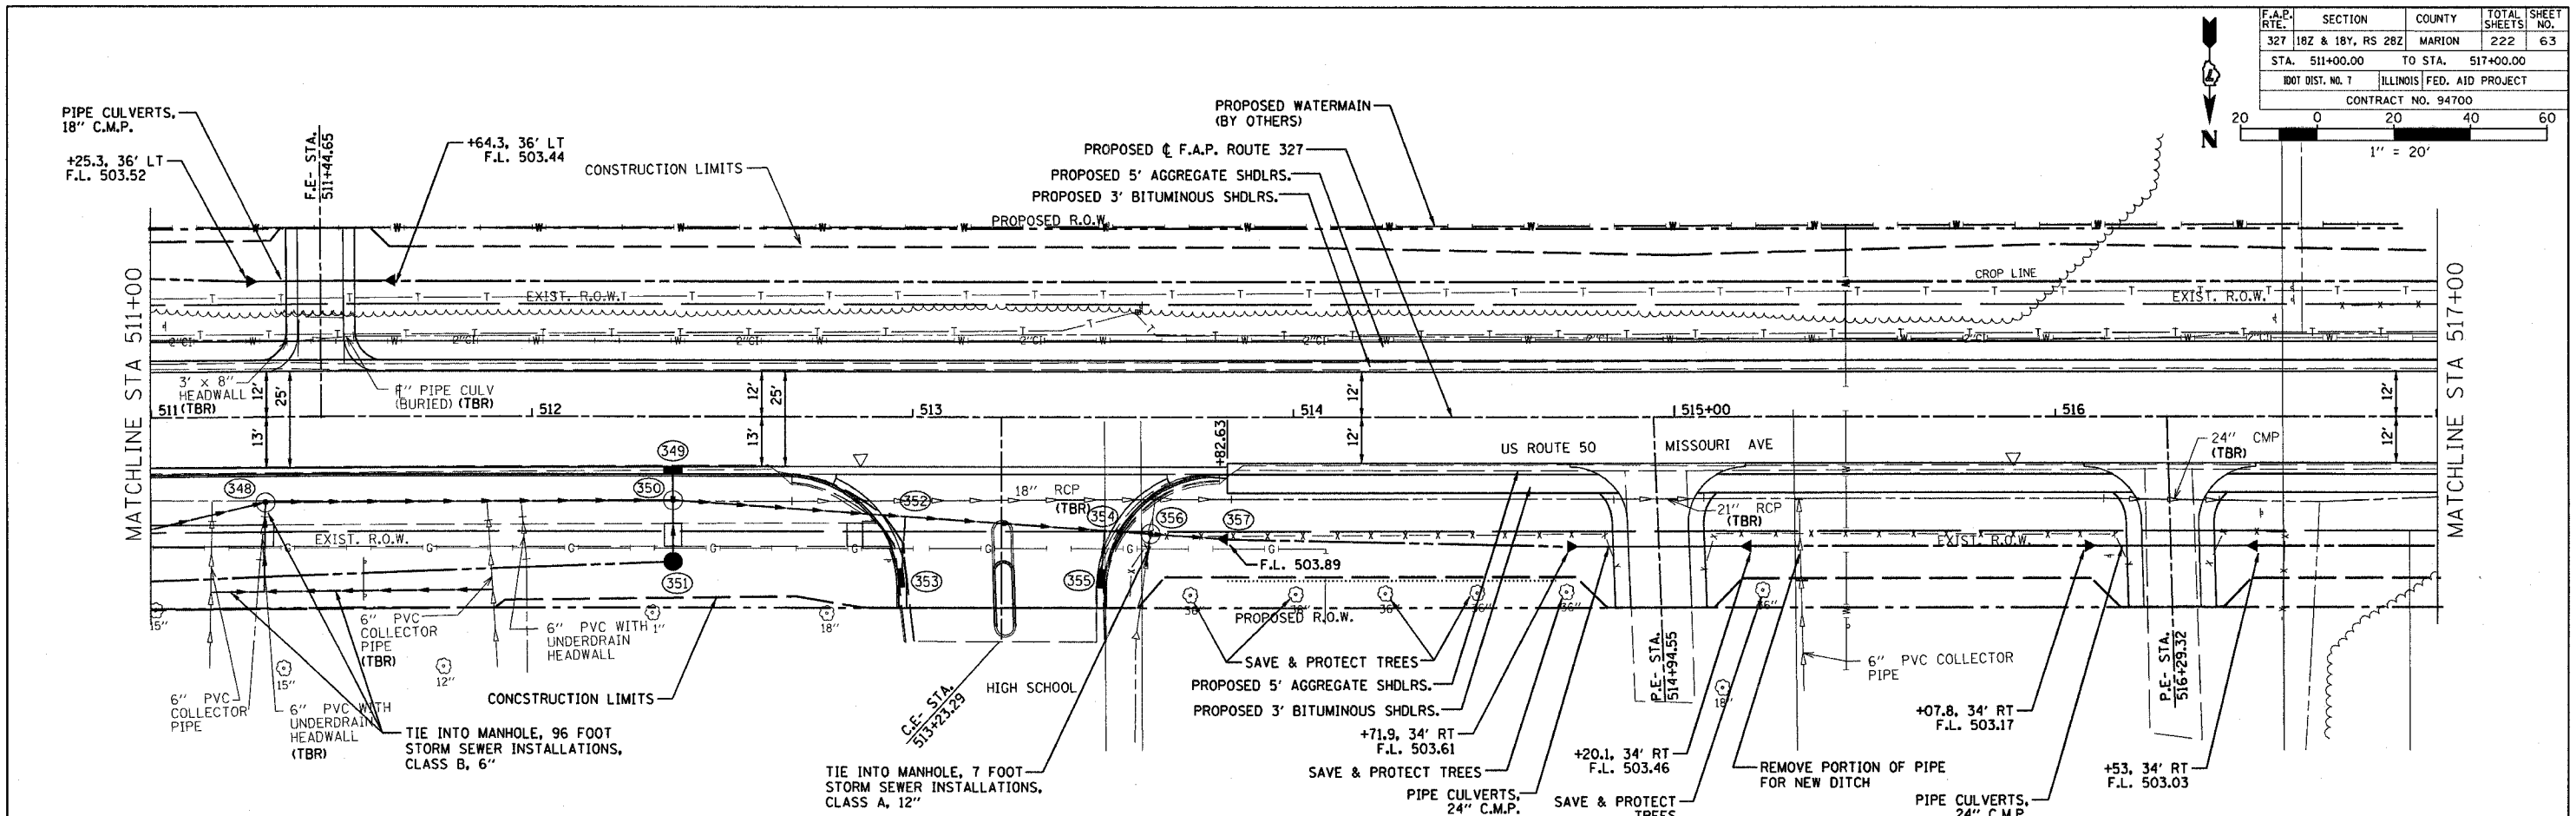 F.A.P. RTE. SECTION COUNTY TOTAL SHEETS SHEET NO.
327 18Z & 18Y, RS 28Z MARION 222 63
STA. 511+00.00 TO STA. 517+00.00
IDOT DIST. NO. 7 ILLINOIS FED. AID PROJECT
CONTRACT NO. 94700
20 0 20 40 60
1" = 20'
N
PIPE CULVERTS,
18" C.M.P.
+25.3, 36' LT
F.L. 503.52
F.E- STA.
511+44.65
+64.3, 36' LT
F.L. 503.44
CONSTRUCTION LIMITS
PROPOSED WATERMAIN
(BY OTHERS)
PROPOSED ℄ F.A.P. ROUTE 327
PROPOSED 5' AGGREGATE SHDLRS.
PROPOSED 3' BITUMINOUS SHDLRS.
PROPOSED R.O.W.
CROP LINE
EXIST. R.O.W.
EXIST. R.O.W.
MATCHLINE STA 511+00
MATCHLINE STA 517+00
3' x 8"
HEADWALL
(TBR)
PIPE CULV
(BURIED) (TBR)
12'
25'
13'
12'
25'
13'
12'
12'
12'
12'
511
512
513
514
515+00
516
+82.63
US ROUTE 50
MISSOURI AVE
24" CMP
(TBR)
348
349
350
351
352
353
354
355
356
357
18" RCP
(TBR)
21" RCP
(TBR)
EXIST. R.O.W.
EXIST. R.O.W.
F.L. 503.89
6" PVC
COLLECTOR
PIPE
(TBR)
6" PVC WITH
UNDERDRAIN
HEADWALL
15"
1"
18"
36"
36"
36"
36"
36"
PROPOSED R.O.W.
15"
12"
18"
6" PVC
COLLECTOR
PIPE
6" PVC WITH
UNDERDRAIN
HEADWALL
(TBR)
CONCSTRUCTION LIMITS
TIE INTO MANHOLE, 96 FOOT
STORM SEWER INSTALLATIONS,
CLASS B, 6"
C.E- STA.
513+23.29
HIGH SCHOOL
TIE INTO MANHOLE, 7 FOOT
STORM SEWER INSTALLATIONS,
CLASS A, 12"
SAVE & PROTECT TREES
PROPOSED 5' AGGREGATE SHDLRS.
PROPOSED 3' BITUMINOUS SHDLRS.
+71.9, 34' RT
F.L. 503.61
SAVE & PROTECT TREES
PIPE CULVERTS,
24" C.M.P.
P.E- STA.
514+94.55
+20.1, 34' RT
F.L. 503.46
SAVE & PROTECT
TREES
REMOVE PORTION OF PIPE
FOR NEW DITCH
6" PVC COLLECTOR
PIPE
+07.8, 34' RT
F.L. 503.17
PIPE CULVERTS,
24" C.M.P.
P.E- STA.
516+29.32
+53, 34' RT
F.L. 503.03